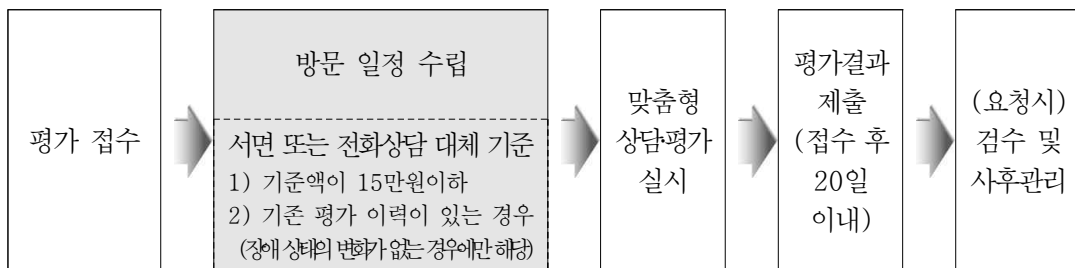 평가 접수
방문 일정 수립
서면 또는 전화상담 대체 기준
1) 기준액이 15만원이하
2) 기존 평가 이력이 있는 경우
(장애 상태의 변화가 없는 경우에만 해당)
맞춤형
상담평가
실시
평가결과
제출
(접수 후
20일
이내)
(요청시)
검수 및
사후관리